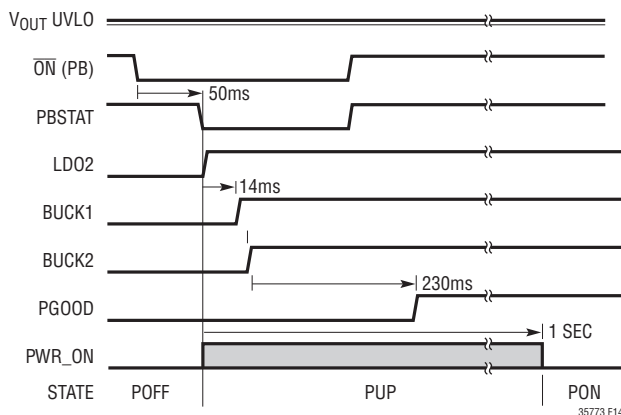 VOUT UVLO
ON (PB)
50ms
PBSTAT
LDO2
14ms
BUCK1
BUCK2
230ms
PGOOD
1 SEC
PWR_ON
STATE POFF PUP PON
35773 F14